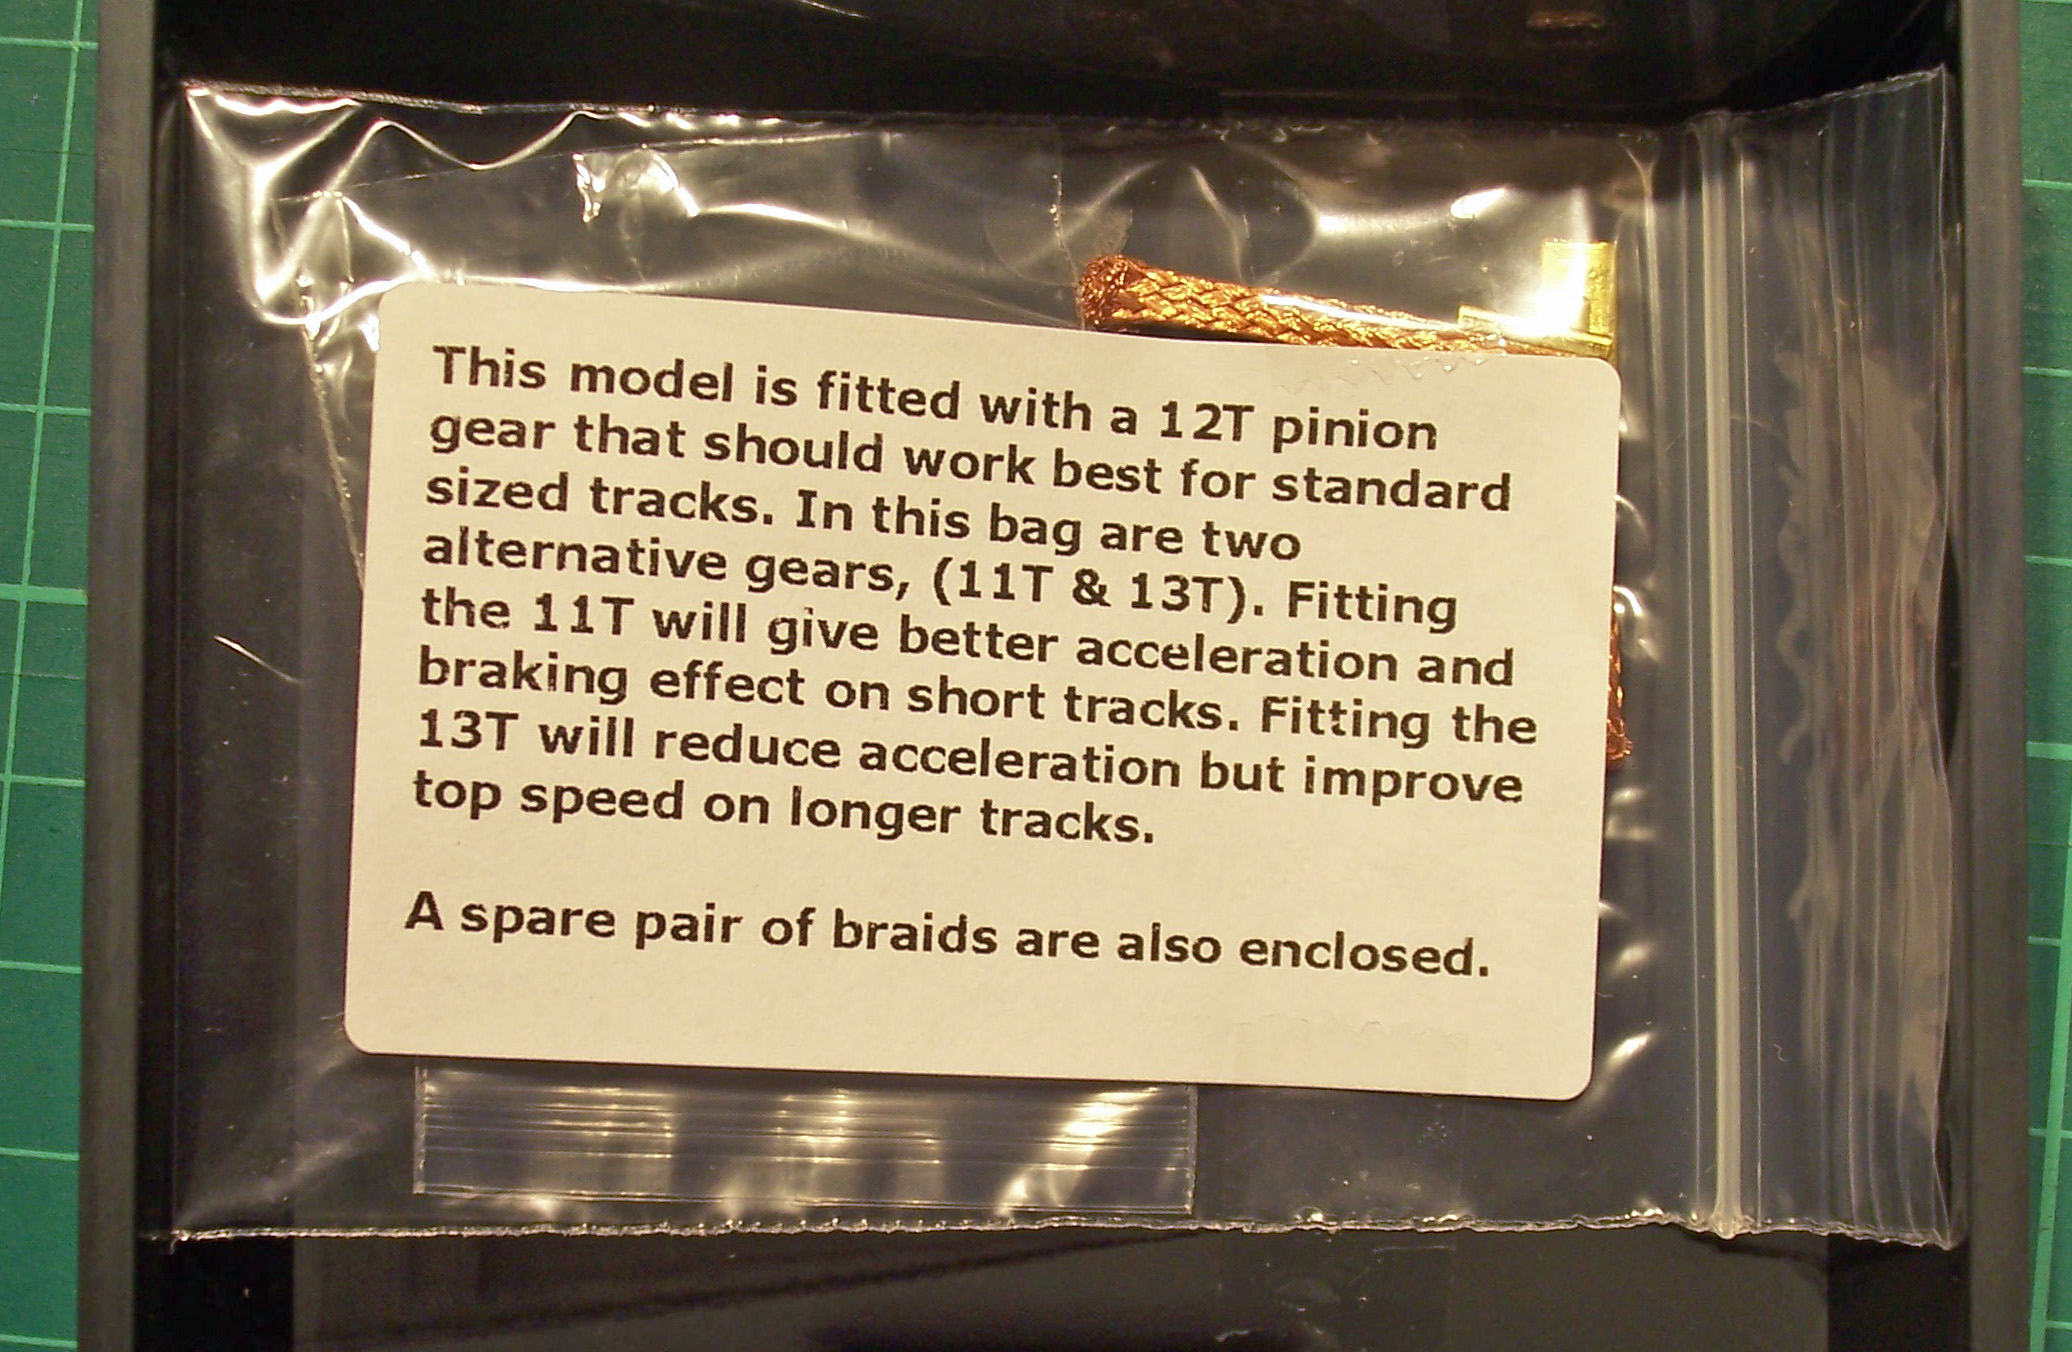 This model is fitted with a 12T pinion
gear that should work best for standard
sized tracks. In this bag are two
alternative gears, (11T & 13T). Fitting
the 11T will give better acceleration and
braking effect on short tracks. Fitting the
13T will reduce acceleration but improve
top speed on longer tracks.
A spare pair of braids are also enclosed.